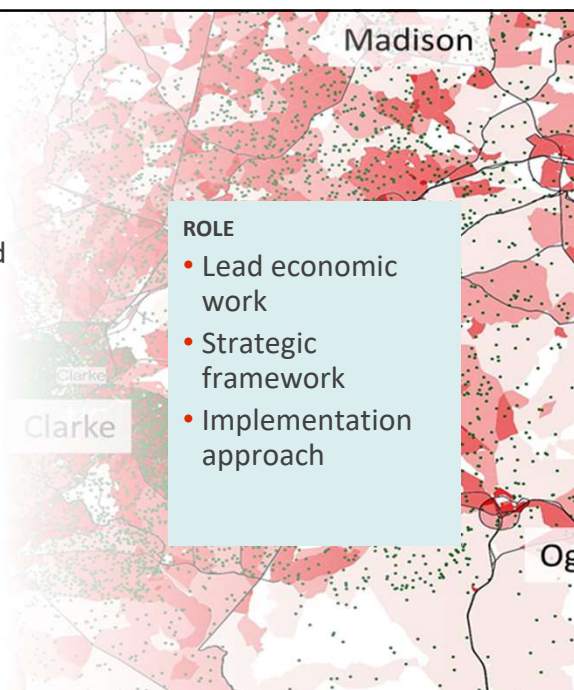 Madison
ROLE
• Lead economic
work
• Strategic
framework
• Implementation
approach
Clarke
Clarke